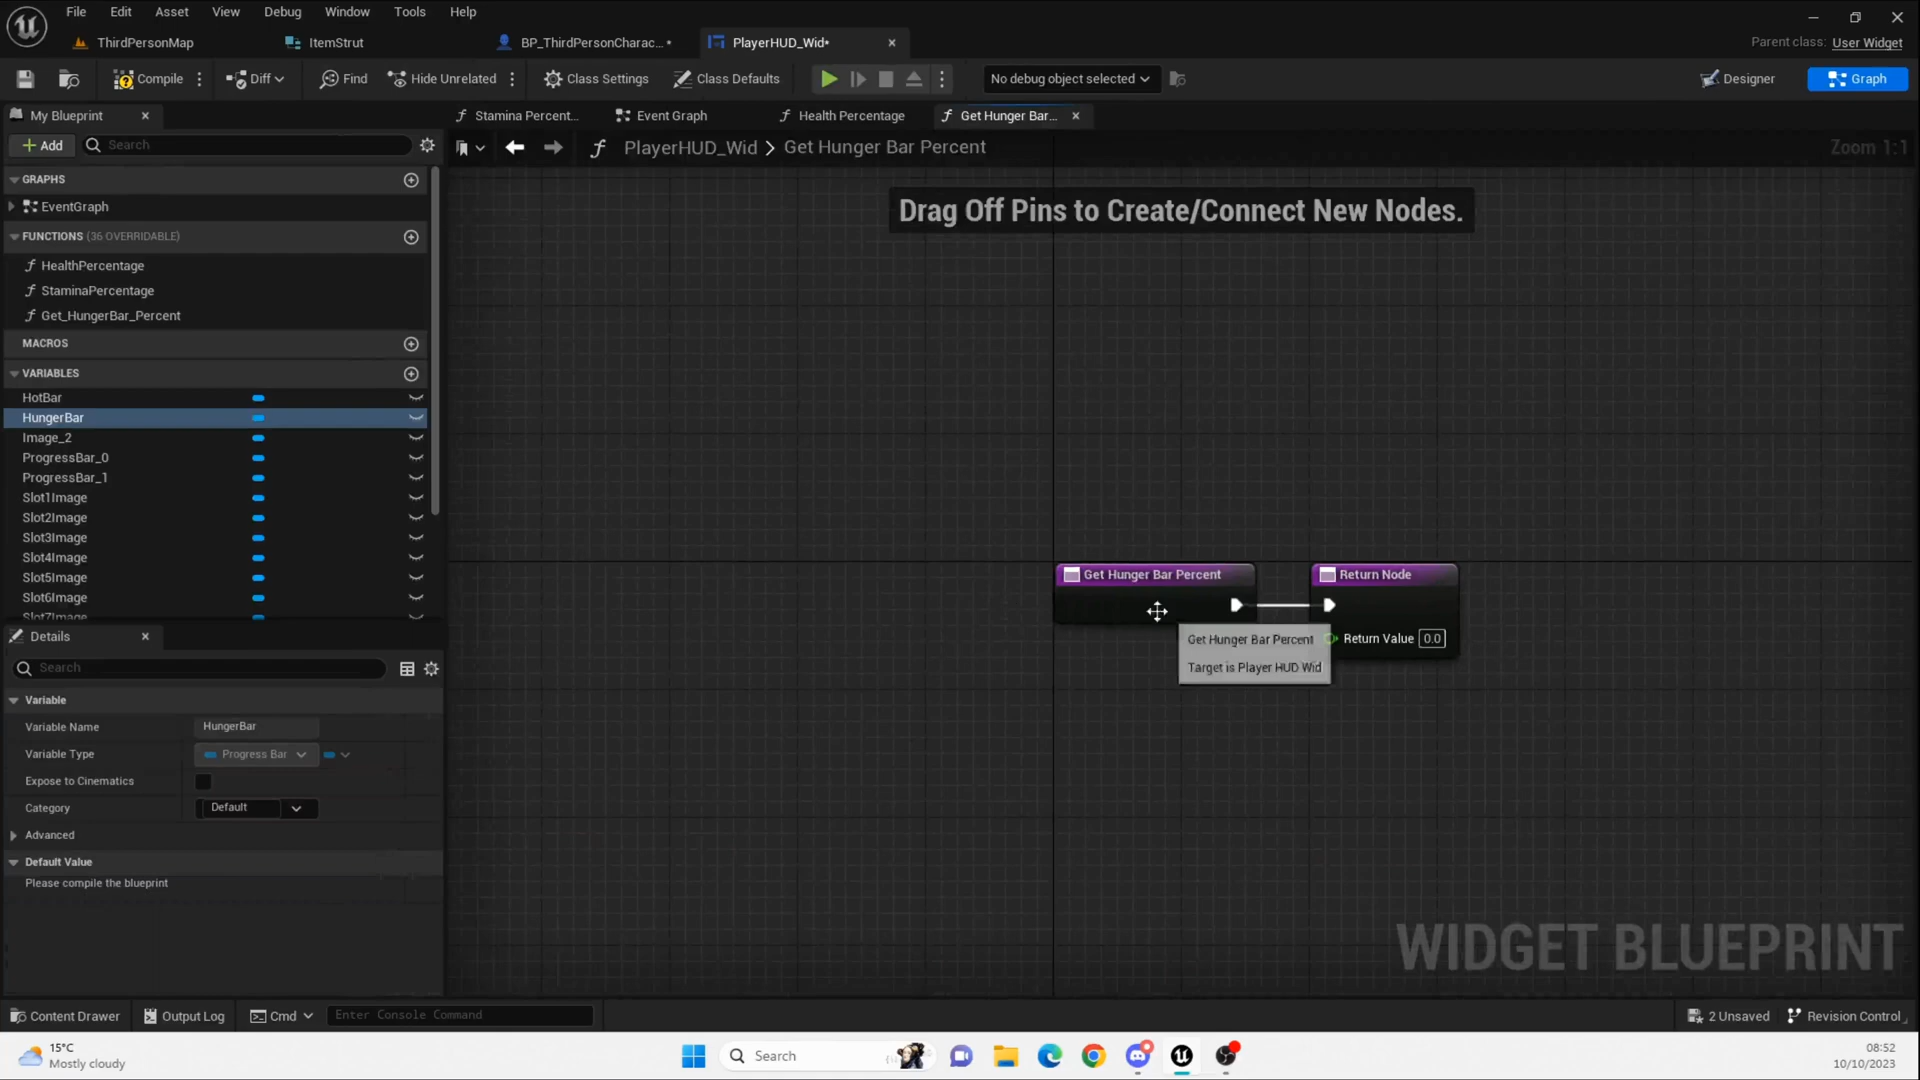 File Edit Asset View Debug Window Tools Help
ThirdPersonMap ItemStrut BP_ThirdPersonCharac...* PlayerHUD_Wid*
Parent class: User Widget
Compile Diff Find Hide Unrelated Class Settings Class Defaults No debug object selected Designer Graph
My Blueprint Stamina Percent... Event Graph Health Percentage Get Hunger Bar...
Add Search PlayerHUD_Wid > Get Hunger Bar Percent Zoom 1:1
GRAPHS
EventGraph
Drag Off Pins to Create/Connect New Nodes.
FUNCTIONS (36 OVERRIDABLE)
HealthPercentage
StaminaPercentage
Get_HungerBar_Percent
MACROS
VARIABLES
HotBar
HungerBar
Image_2
ProgressBar_0
ProgressBar_1
Slot1Image
Slot2Image
Slot3Image
Slot4Image
Slot5Image
Slot6Image
Slot7Image
Get Hunger Bar Percent Return Node
Get Hunger Bar Percent Return Value 0.0
Target is Player HUD Wid
Details
Search
Variable
Variable Name HungerBar
Variable Type Progress Bar
Expose to Cinematics
Category Default
Advanced
Default Value
Please compile the blueprint
WIDGET BLUEPRINT
Content Drawer Output Log Cmd Enter Console Command 2 Unsaved Revision Control
15°C
Mostly cloudy
Search
08:52
10/10/2023